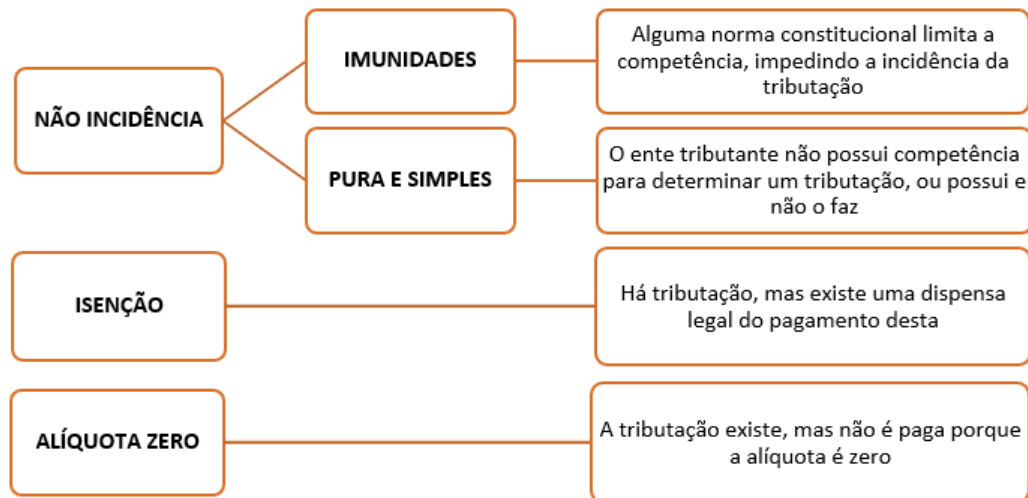 NÃO INCIDÊNCIA
IMUNIDADES
Alguma norma constitucional limita a
competência, impedindo a incidência da
tributação
PURA E SIMPLES
O ente tributante não possui competência
para determinar um tributação, ou possui e
não o faz
ISENÇÃO
Há tributação, mas existe uma dispensa
legal do pagamento desta
ALÍQUOTA ZERO
A tributação existe, mas não é paga porque
a alíquota é zero